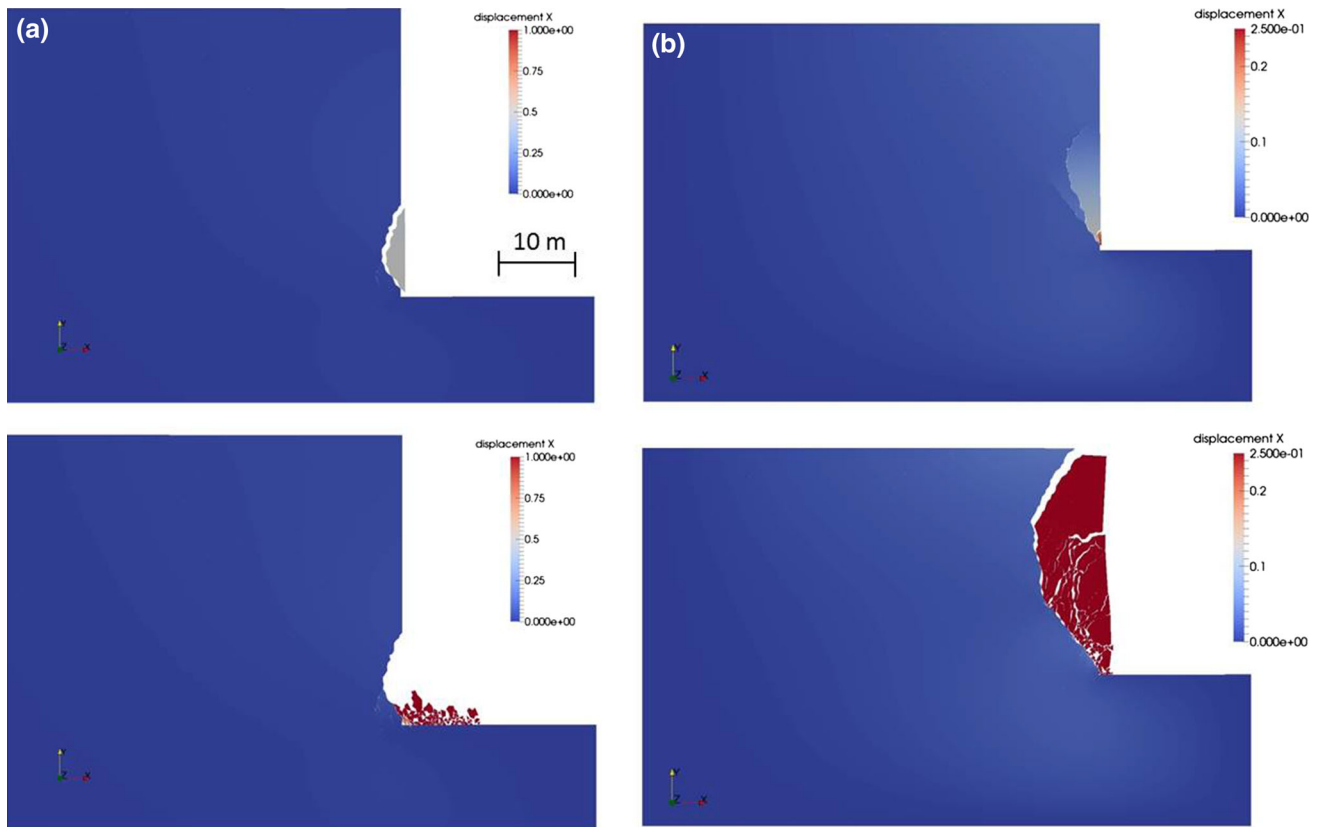 (a)
displacement X
1.000e+00
0.75
0.5
0.25
0.000e+00
10 m
Y
Z
X
(b)
displacement X
2.500e-01
0.2
0.1
0.000e+00
Y
Z
X
displacement X
1.000e+00
0.75
0.5
0.25
0.000e+00
Y
Z
X
displacement X
2.500e-01
0.2
0.1
0.000e+00
Y
Z
X